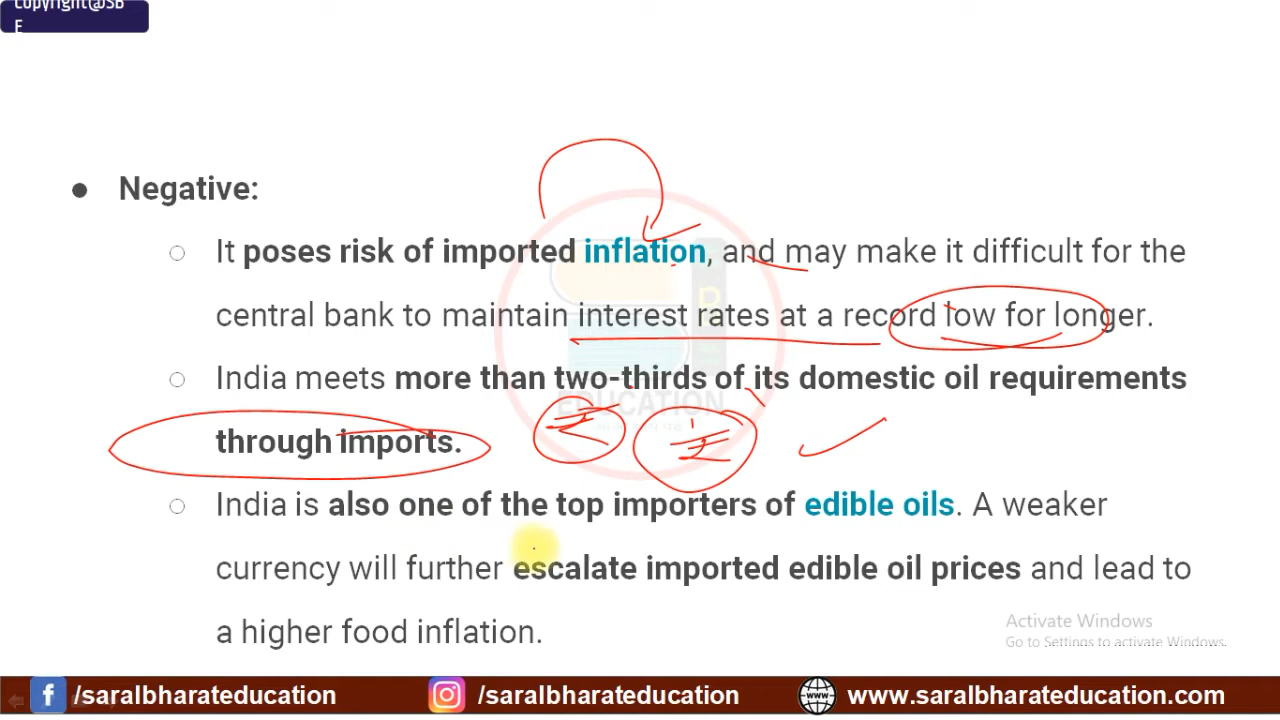 Copyright@SB
E
● Negative:
○ It poses risk of imported inflation, and may make it difficult for the
central bank to maintain interest rates at a record low for longer.
○ India meets more than two-thirds of its domestic oil requirements
EDUCATION
through imports.
₹ ₹
○ India is also one of the top importers of edible oils. A weaker
currency will further escalate imported edible oil prices and lead to
a higher food inflation.
Activate Windows
Go to Settings to activate Windows.
/saralbharateducation /saralbharateducation www.saralbharateducation.com